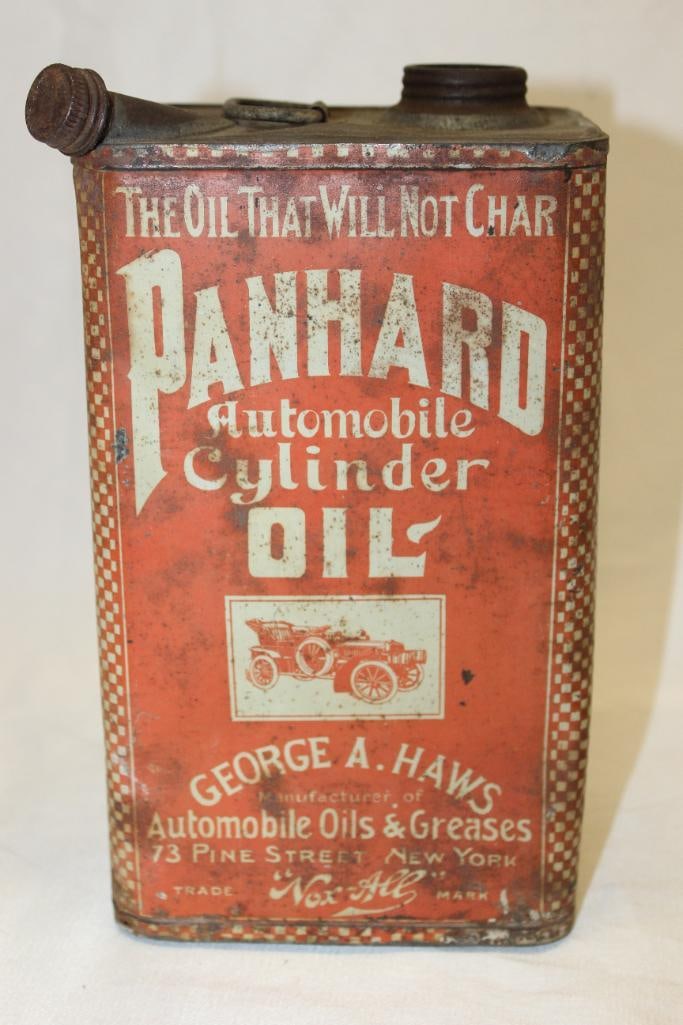 THE OIL THAT WILL NOT CHAR
PANHARD
Automobile
Cylinder
OIL
GEORGE A. HAWS
Manufacturer of
Automobile Oils & Greases
73 PINE STREET NEW YORK
TRADE "Nox-All" MARK